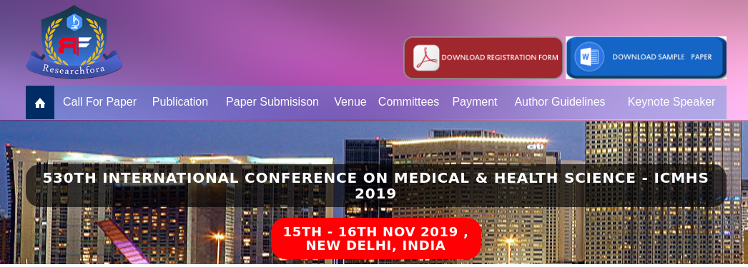 Researchfora
DOWNLOAD REGISTRATION FORM
DOWNLOAD SAMPLE PAPER
Call For Paper
Publication
Paper Submisison
Venue
Committees
Payment
Author Guidelines
Keynote Speaker
citi
530TH INTERNATIONAL CONFERENCE ON MEDICAL & HEALTH SCIENCE - ICMHS
2019
15TH - 16TH NOV 2019 ,
NEW DELHI, INDIA